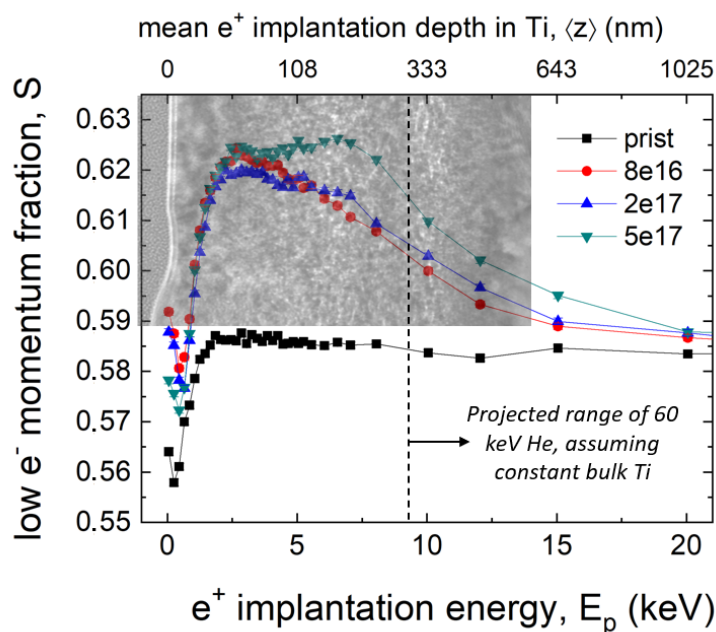 mean e⁺ implantation depth in Ti, ⟨z⟩ (nm)
0 108 333 643 1025
low e⁻ momentum fraction, S
0.63
0.62
0.61
0.60
0.59
0.58
0.57
0.56
0.55
prist
8e16
2e17
5e17
Projected range of 60
keV He, assuming
constant bulk Ti
0 5 10 15 20
e⁺ implantation energy, Eₚ (keV)